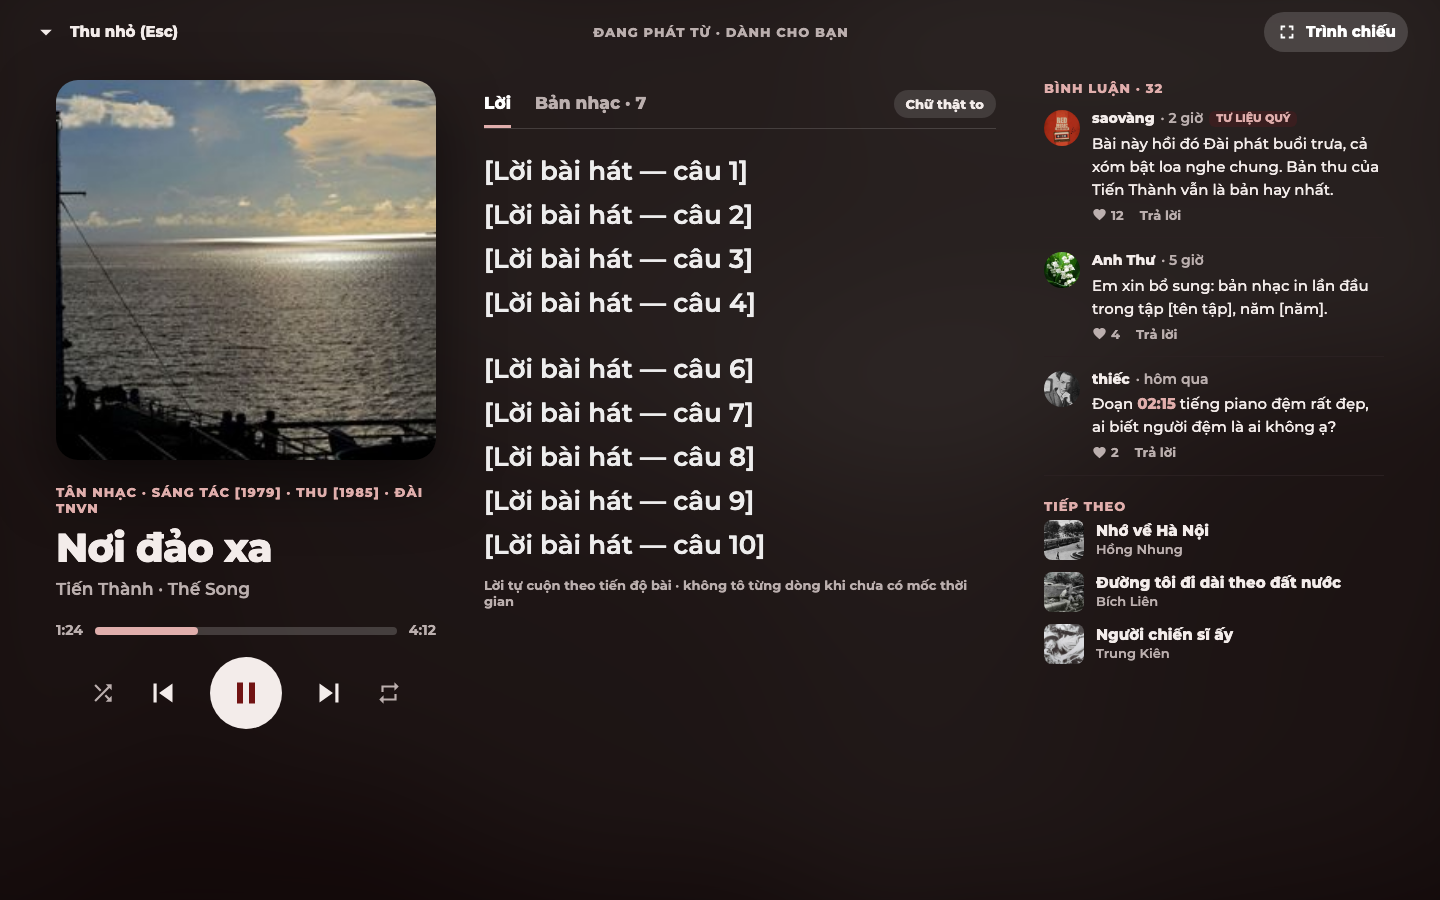 Thu nhỏ (Esc)
ĐANG PHÁT TỪ · DÀNH CHO BẠN
Trình chiếu
TÂN NHẠC · SÁNG TÁC [1979] · THU [1985] · ĐÀI
TNVN
Nơi đảo xa
Tiến Thành · Thế Song
1:24
4:12
Lời
Bản nhạc · 7
Chữ thật to
[Lời bài hát — câu 1]
[Lời bài hát — câu 2]
[Lời bài hát — câu 3]
[Lời bài hát — câu 4]
[Lời bài hát — câu 6]
[Lời bài hát — câu 7]
[Lời bài hát — câu 8]
[Lời bài hát — câu 9]
[Lời bài hát — câu 10]
Lời tự cuộn theo tiến độ bài · không tô từng dòng khi chưa có mốc thời
gian
BÌNH LUẬN · 32
saovàng · 2 giờ TƯ LIỆU QUÝ
Bài này hồi đó Đài phát buổi trưa, cả
xóm bật loa nghe chung. Bản thu của
Tiến Thành vẫn là bản hay nhất.
12 Trả lời
Anh Thư · 5 giờ
Em xin bổ sung: bản nhạc in lần đầu
trong tập [tên tập], năm [năm].
4 Trả lời
thiếc · hôm qua
Đoạn 02:15 tiếng piano đệm rất đẹp,
ai biết người đệm là ai không ạ?
2 Trả lời
TIẾP THEO
Nhớ về Hà Nội
Hồng Nhung
Đường tôi đi dài theo đất nước
Bích Liên
Người chiến sĩ ấy
Trung Kiên